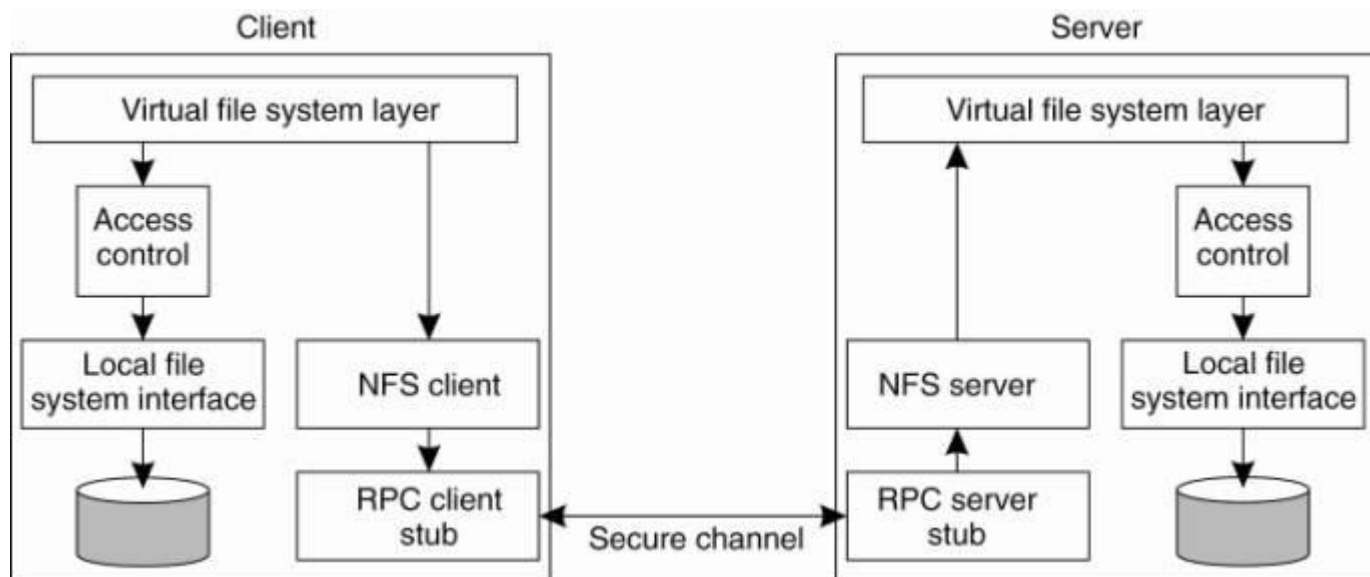 Client
Server
Virtual file system layer
Virtual file system layer
Access
control
Access
control
Local file
system interface
NFS client
NFS server
Local file
system interface
RPC client
stub
Secure channel
RPC server
stub